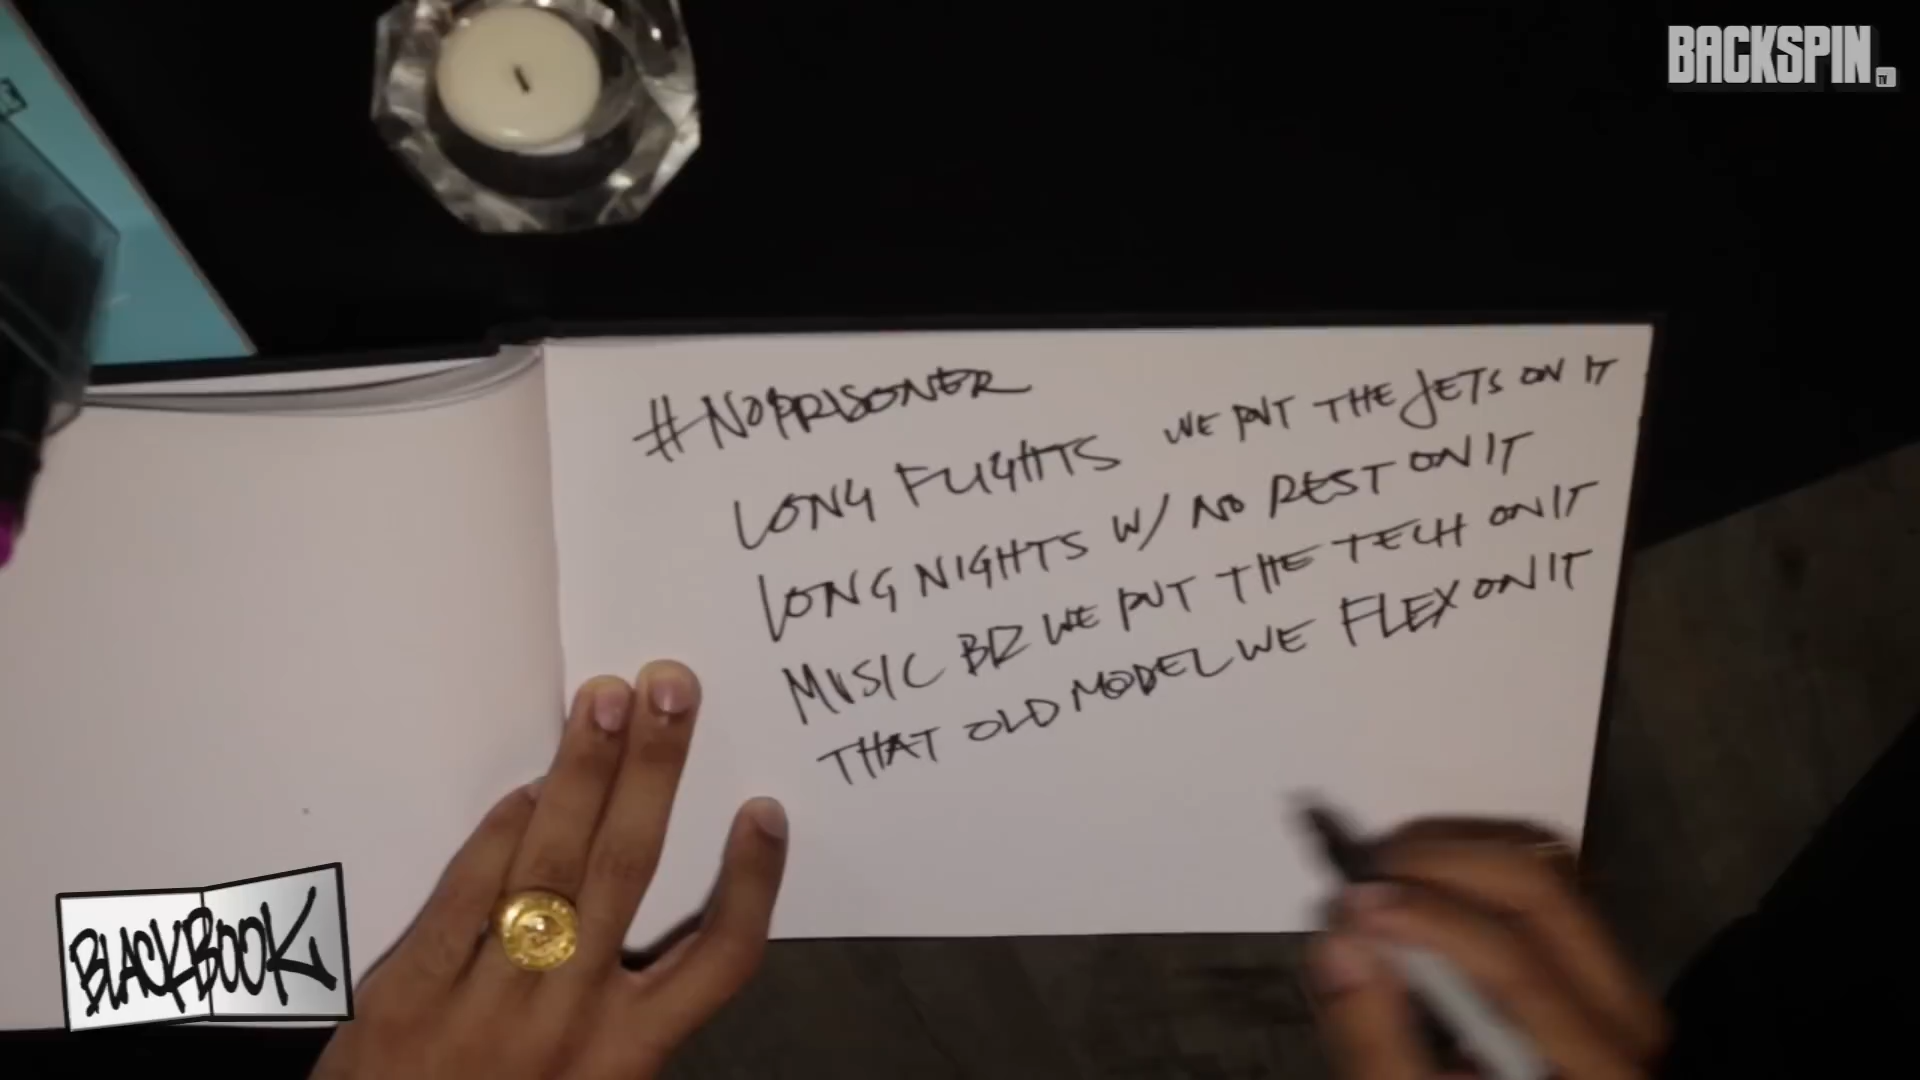 BACKSPIN TV
#NOPRISONER
LONG FLIGHTS WE PUT THE JETS ON IT
LONG NIGHTS W/ NO REST ON IT
MUSIC BIZ WE PUT THE TECH ON IT
THAT OLD MODEL WE FLEX ON IT
BLACKBOOK